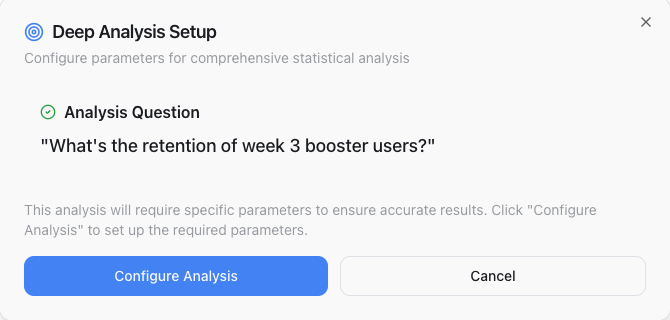 Deep Analysis Setup
Configure parameters for comprehensive statistical analysis
Analysis Question
"What's the retention of week 3 booster users?"
This analysis will require specific parameters to ensure accurate results. Click "Configure
Analysis" to set up the required parameters.
Configure Analysis
Cancel